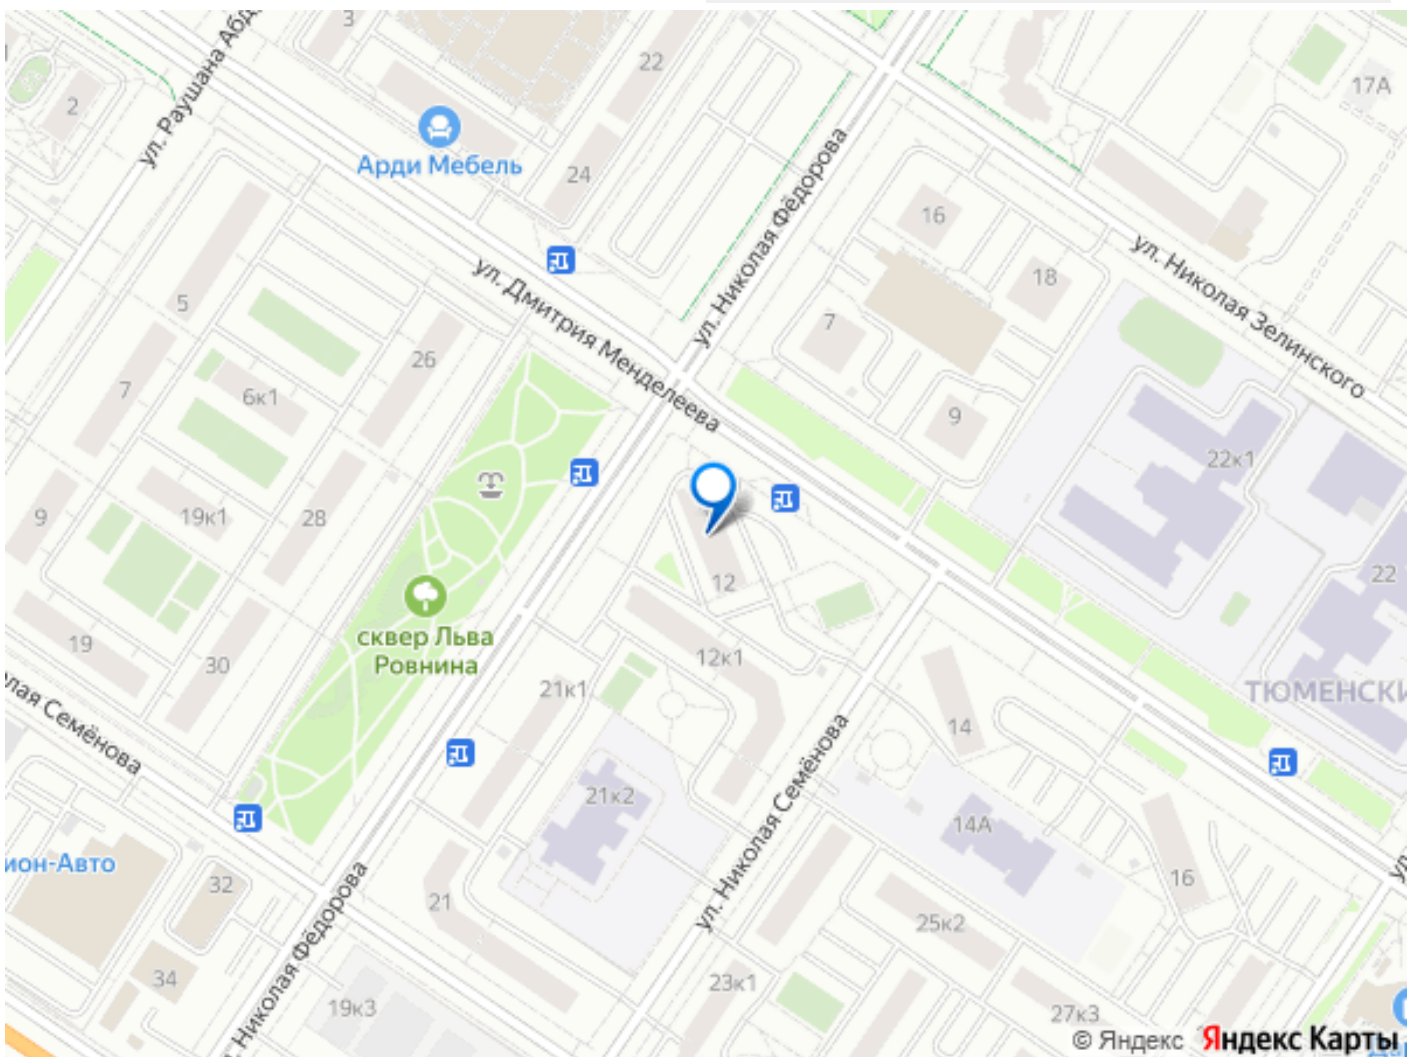 3
22
17А
2
ул. Раушана Абд
Арди Мебель
24
ул. Николая Фёдорова
16
18
ул. Николая Зелинского
5
ул. Дмитрия Менделеева
7
26
7
6к1
9
22к1
9
19к1
28
12
22
сквер Льва
Ровнина
19
30
12к1
21к1
ТЮМЕНСКИ
лая Семёнова
14
ул. Николая Семёнова
21к2
14А
ион-Авто
32
21
16
25к2
ул. Николая Фёдорова
34
19к3
23к1
27к3
© Яндекс Яндекс Карты